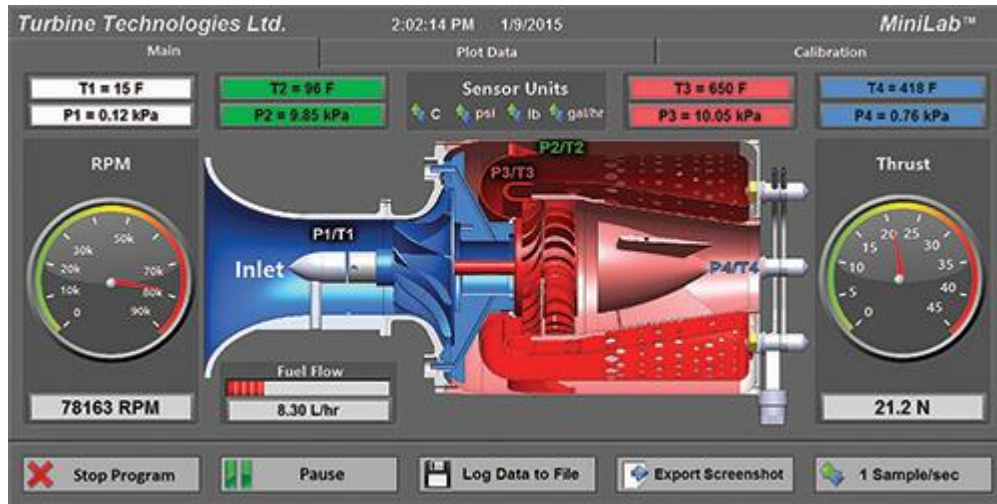 Turbine Technologies Ltd. 2:02:14 PM 1/9/2015 MiniLab™
Main Plot Data Calibration
T1 = 15 F
P1 = 0.12 kPa
T2 = 96 F
P2 = 9.85 kPa
Sensor Units
C psi lb gal/hr
T3 = 650 F
P3 = 10.05 kPa
T4 = 418 F
P4 = 0.76 kPa
RPM
0 10k 20k 30k 50k 70k 80k 90k
78163 RPM
P2/T2
P3/T3
P1/T1
Inlet
P4/T4
Fuel Flow
8.30 L/hr
Thrust
0 5 10 15 20 25 30 35 40 45
21.2 N
Stop Program
Pause
Log Data to File
Export Screenshot
1 Sample/sec